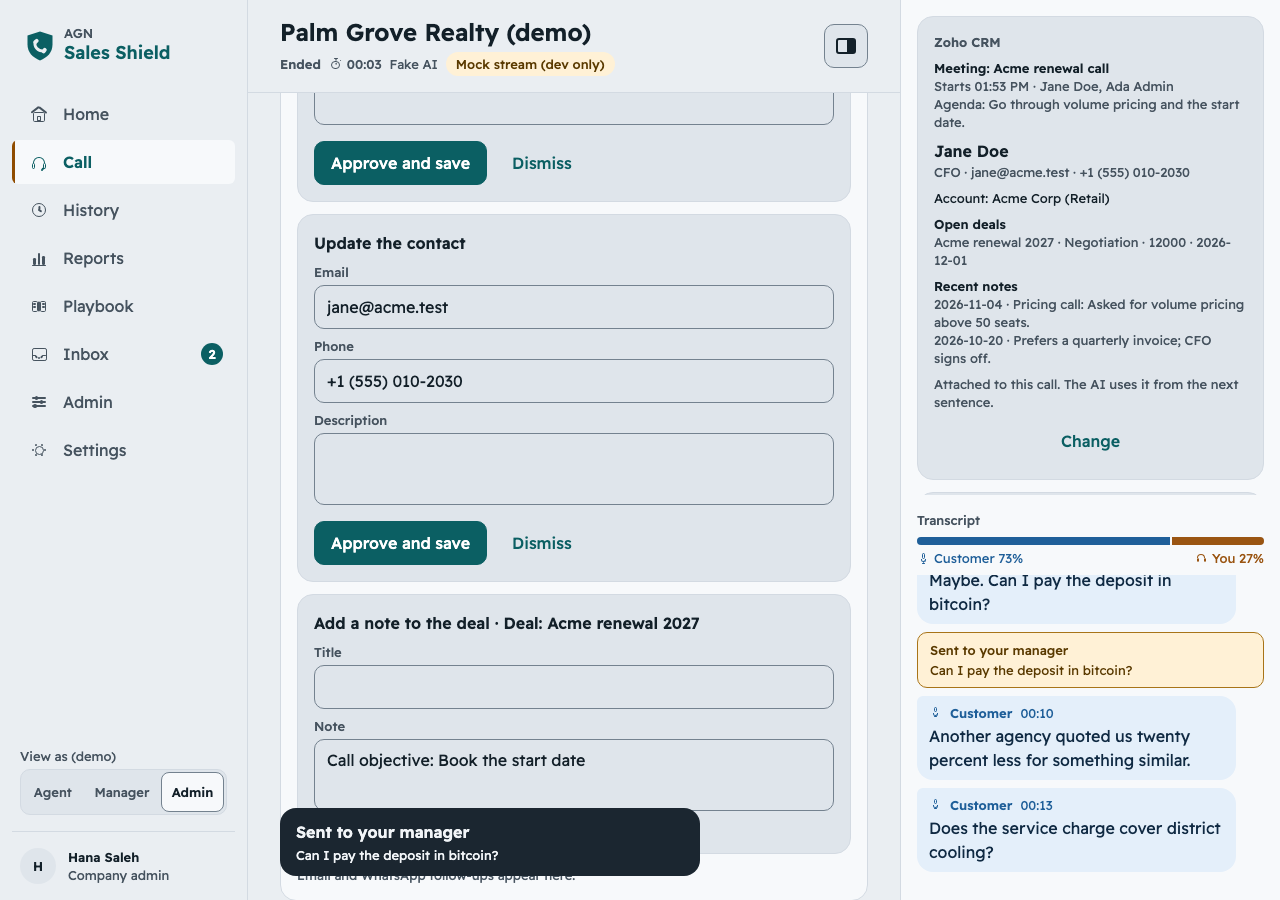 AGN
Sales Shield
Home
Call
History
Reports
Playbook
Inbox
2
Admin
Settings
View as (demo)
Agent
Manager
Admin
H
Hana Saleh
Company admin
Palm Grove Realty (demo)
Ended
00:03
Fake AI
Mock stream (dev only)
Approve and save
Dismiss
Update the contact
Email
jane@acme.test
Phone
+1 (555) 010-2030
Description
Approve and save
Dismiss
Add a note to the deal · Deal: Acme renewal 2027
Title
Note
Call objective: Book the start date
Sent to your manager
Can I pay the deposit in bitcoin?
Email and WhatsApp follow-ups appear here.
Zoho CRM
Meeting: Acme renewal call
Starts 01:53 PM · Jane Doe, Ada Admin
Agenda: Go through volume pricing and the start
date.
Jane Doe
CFO · jane@acme.test · +1 (555) 010-2030
Account: Acme Corp (Retail)
Open deals
Acme renewal 2027 · Negotiation · 12000 · 2026-
12-01
Recent notes
2026-11-04 · Pricing call: Asked for volume pricing
above 50 seats.
2026-10-20 · Prefers a quarterly invoice; CFO
signs off.
Attached to this call. The AI uses it from the next
sentence.
Change
Transcript
Customer 73%
You 27%
Maybe. Can I pay the deposit in
bitcoin?
Sent to your manager
Can I pay the deposit in bitcoin?
Customer 00:10
Another agency quoted us twenty
percent less for something similar.
Customer 00:13
Does the service charge cover district
cooling?